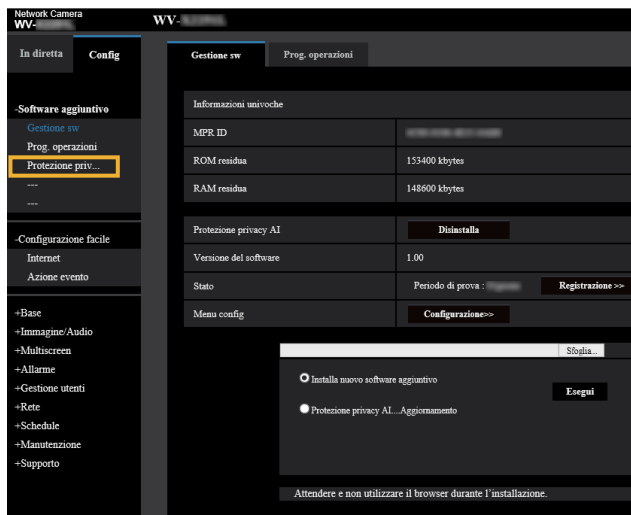 Network Camera
WV-
WV-
In diretta
Config
Gestione sw
Prog. operazioni
-Software aggiuntivo
Gestione sw
Prog. operazioni
Protezione priv...
---
---
-Configurazione facile
Internet
Azione evento
+Base
+Immagine/Audio
+Multiscreen
+Allarme
+Gestione utenti
+Rete
+Schedule
+Manutenzione
+Supporto
Informazioni univoche
MPR ID
ROM residua 153400 kbytes
RAM residua 148600 kbytes
Protezione privacy AI Disinstalla
Versione del software 1.00
Stato Periodo di prova : Registrazione >>
Menu config Configurazione>>
Sfoglia...
Installa nuovo software aggiuntivo
Esegui
Protezione privacy AI....Aggiornamento
Attendere e non utilizzare il browser durante l'installazione.